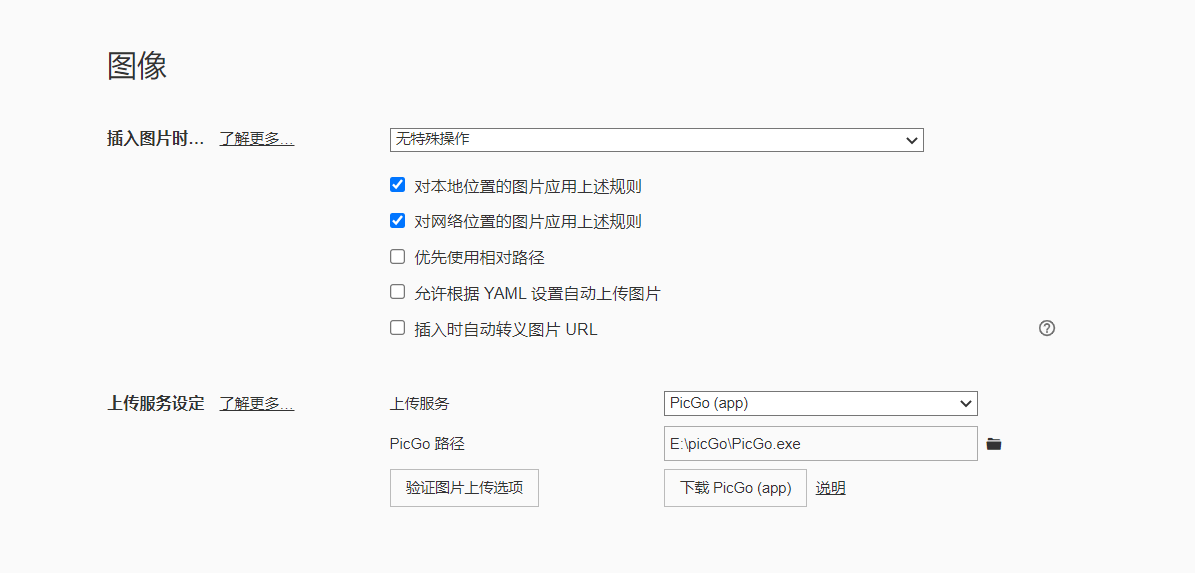 图像
插入图片时... 了解更多... 无特殊操作
对本地位置的图片应用上述规则
对网络位置的图片应用上述规则
优先使用相对路径
允许根据 YAML 设置自动上传图片
插入时自动转义图片 URL
上传服务设定 了解更多... 上传服务 PicGo (app)
PicGo 路径 E:\picGo\PicGo.exe
验证图片上传选项 下载 PicGo (app) 说明